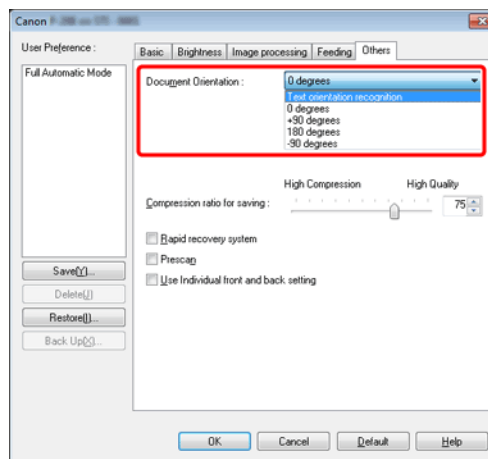 Canon
User Preference :
Full Automatic Mode
Save(Y)...
Delete(J)
Restore(I)...
Back Up(X)...
Basic Brightness Image processing Feeding Others
Document Orientation : 0 degrees
Text orientation recognition
0 degrees
+90 degrees
180 degrees
-90 degrees
High Compression High Quality
Compression ratio for saving : 75
Rapid recovery system
Prescan
Use Individual front and back setting
OK Cancel Default Help